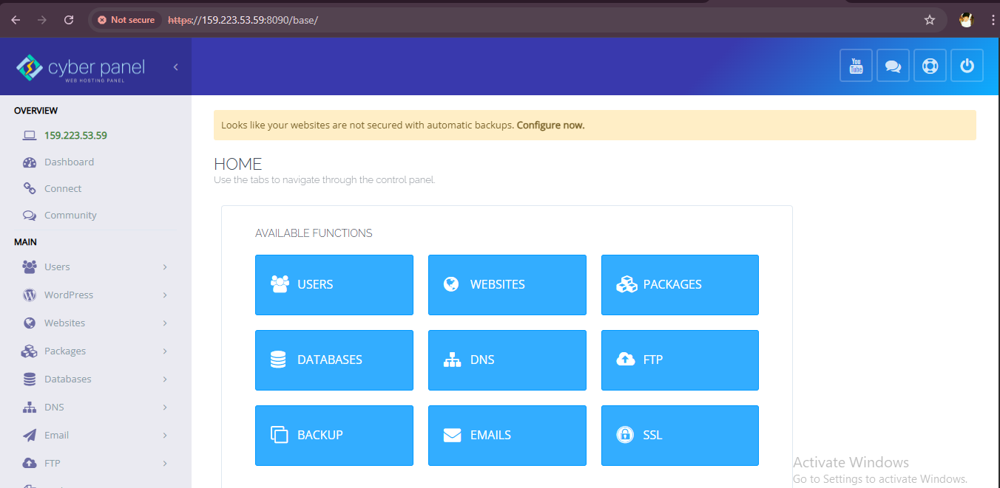 Not secure https://159.223.53.59:8090/base/
cyber panel
WEB HOSTING PANEL
You
Tube
OVERVIEW
159.223.53.59
Dashboard
Connect
Community
MAIN
Users
WordPress
Websites
Packages
Databases
DNS
Email
FTP
Looks like your websites are not secured with automatic backups. Configure now.
HOME
Use the tabs to navigate through the control panel.
AVAILABLE FUNCTIONS
USERS
WEBSITES
PACKAGES
DATABASES
DNS
FTP
BACKUP
EMAILS
SSL
Activate Windows
Go to Settings to activate Windows.